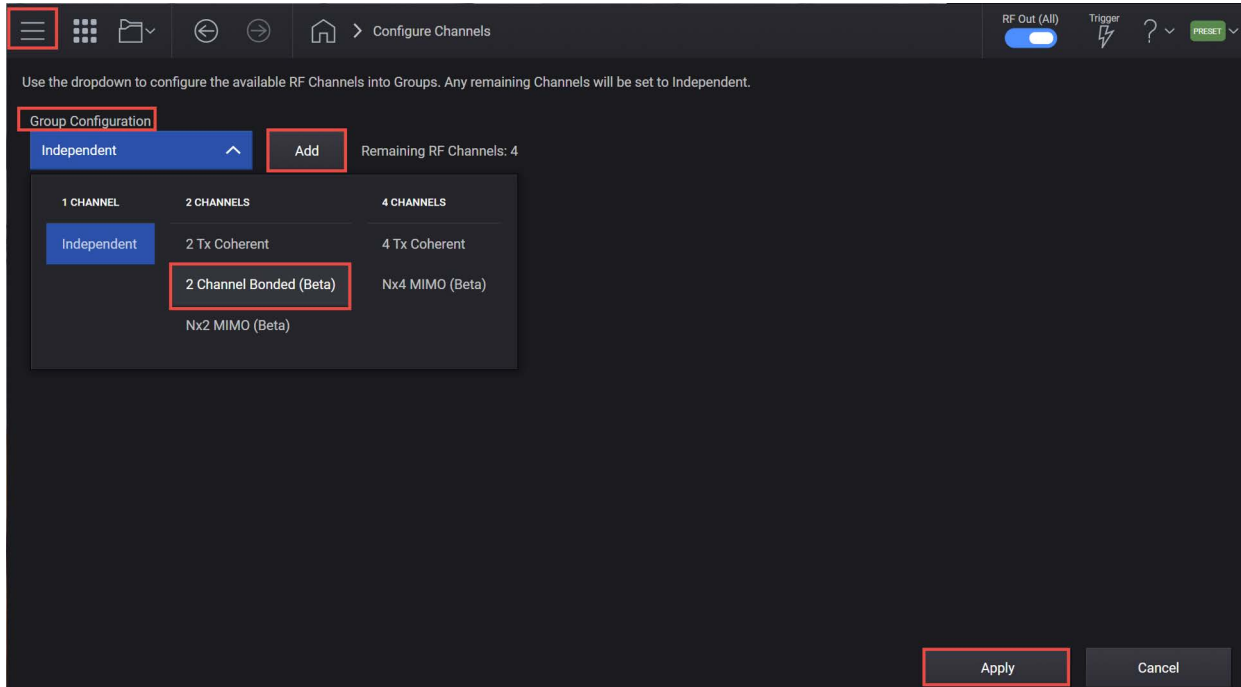 Configure Channels
RF Out (All)
Trigger
?
PRESET
Use the dropdown to configure the available RF Channels into Groups. Any remaining Channels will be set to Independent.
Group Configuration
Independent
Add
Remaining RF Channels: 4
1 CHANNEL
2 CHANNELS
4 CHANNELS
Independent
2 Tx Coherent
4 Tx Coherent
2 Channel Bonded (Beta)
Nx4 MIMO (Beta)
Nx2 MIMO (Beta)
Apply
Cancel